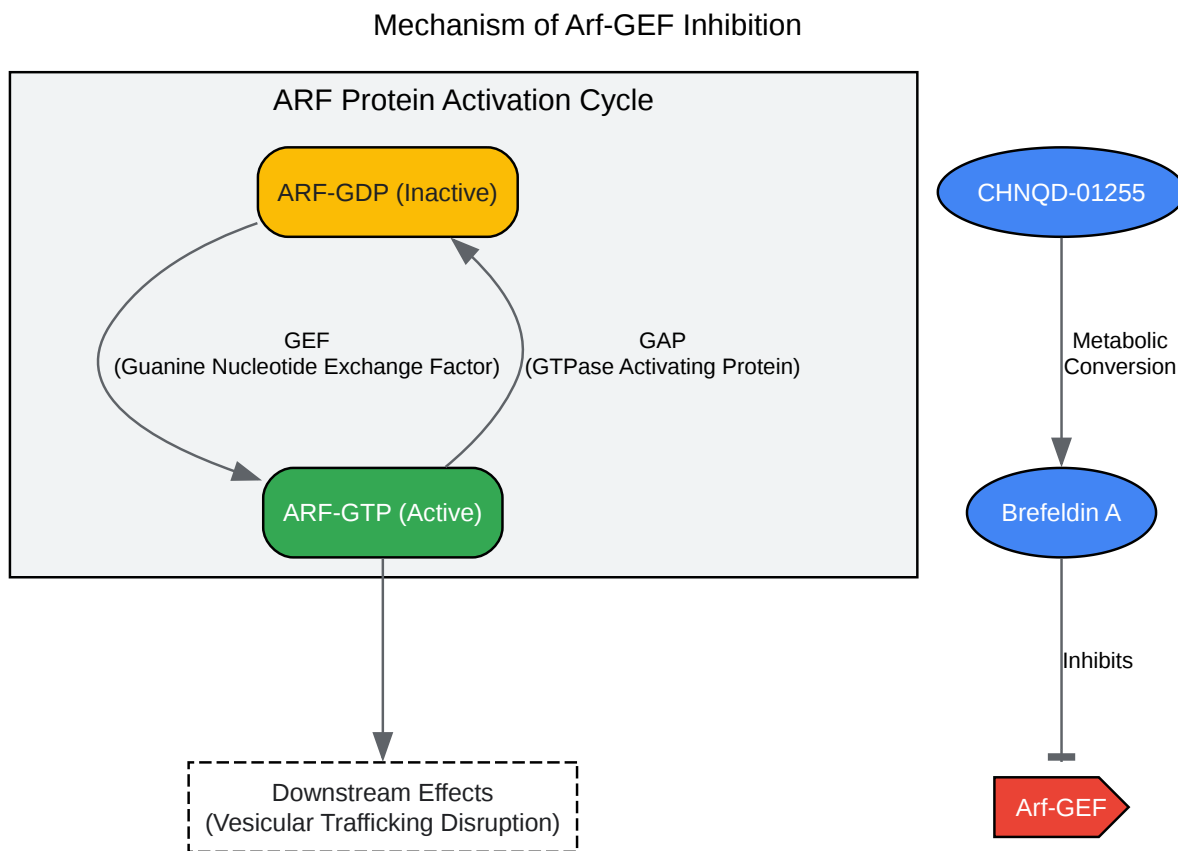 Mechanism of Arf-GEF Inhibition
ARF Protein Activation Cycle
ARF-GDP (Inactive)
CHNQD-01255
GEF
(Guanine Nucleotide Exchange Factor)
GAP
(GTPase Activating Protein)
Metabolic
Conversion
ARF-GTP (Active)
Brefeldin A
Inhibits
Downstream Effects
(Vesicular Trafficking Disruption)
Arf-GEF